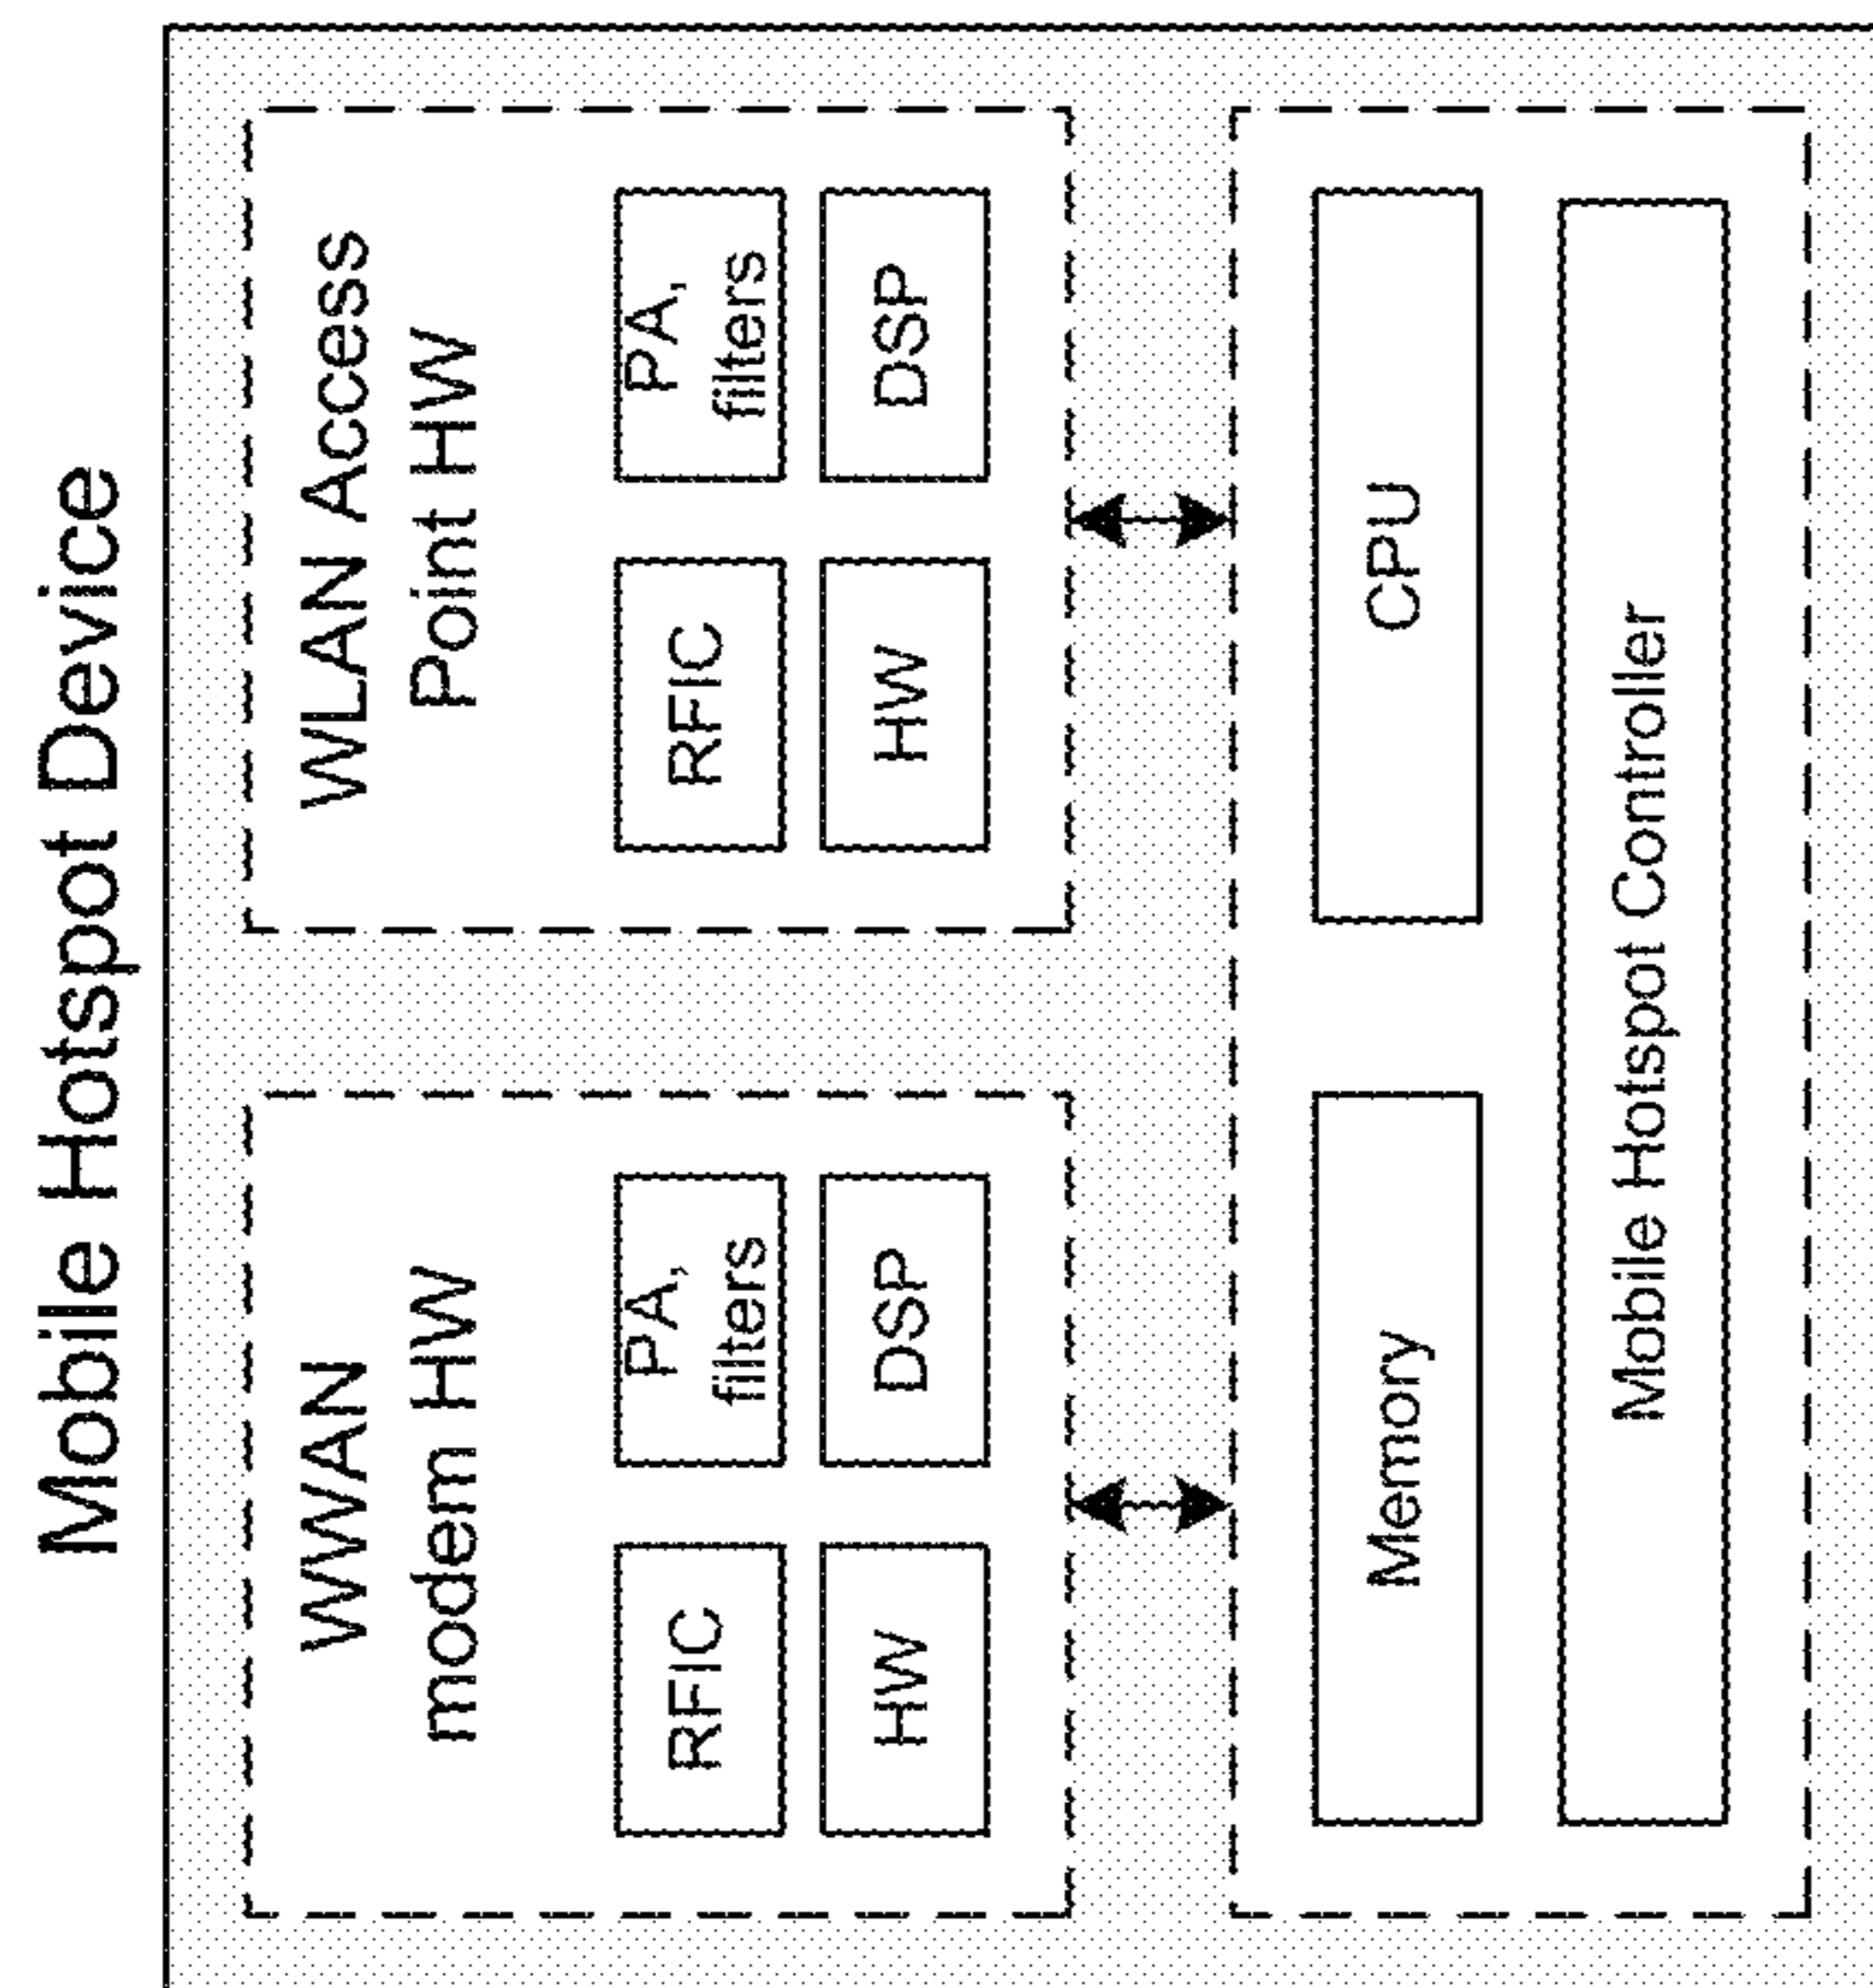 Mobile Hotspot Device
WWAN
modem HW
RFIC
PA,
filters
HW
DSP
WLAN Access
Point HW
RFIC
PA,
filters
HW
DSP
Memory
CPU
Mobile Hotspot Controller